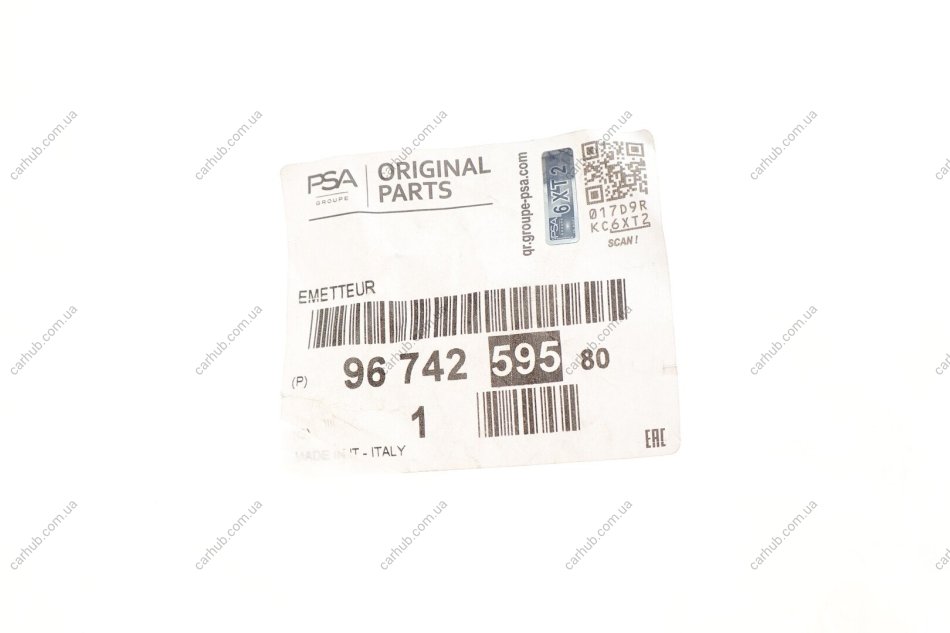 PSA
GROUPE
ORIGINAL
PARTS
qr.groupe-psa.com
PSA
6XT2
017D9R
KC6XT2
SCAN!
EMETTEUR
(P) 96 742 595 80
1
MADE IN IT - ITALY
EAC
carhub.com.ua